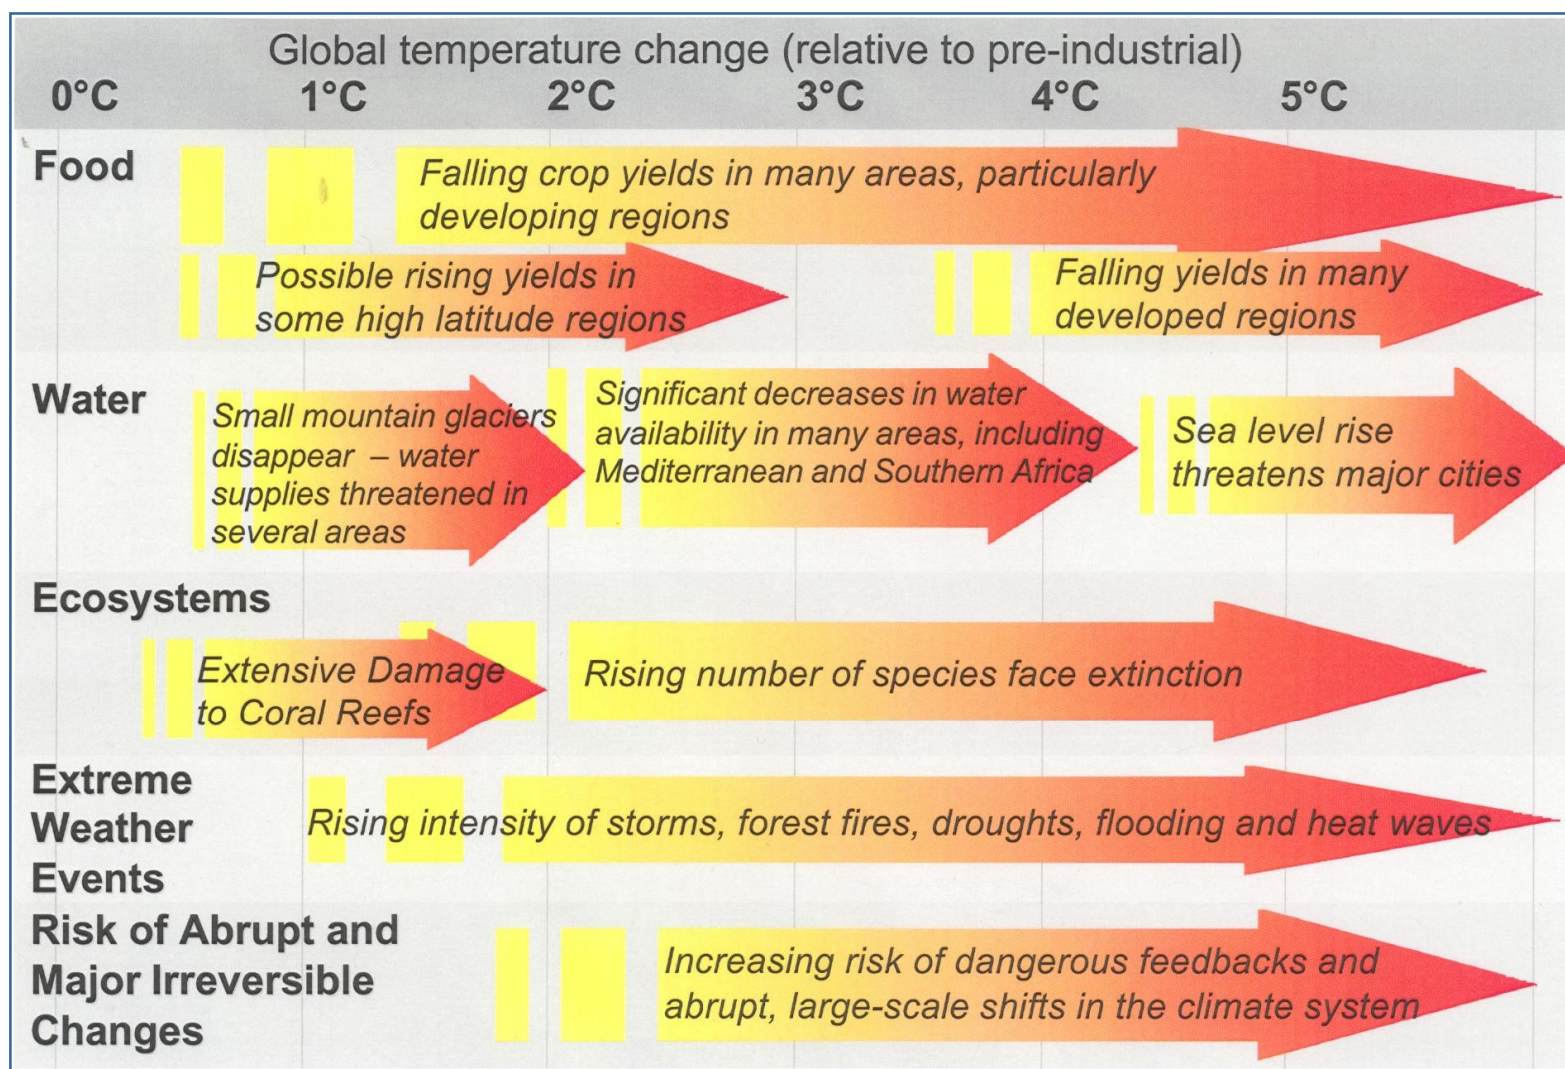 Global temperature change (relative to pre-industrial)
0°C 1°C 2°C 3°C 4°C 5°C
Food
Falling crop yields in many areas, particularly
developing regions
Possible rising yields in
some high latitude regions
Falling yields in many
developed regions
Water
Small mountain glaciers
disappear – water
supplies threatened in
several areas
Significant decreases in water
availability in many areas, including
Mediterranean and Southern Africa
Sea level rise
threatens major cities
Ecosystems
Extensive Damage
to Coral Reefs
Rising number of species face extinction
Extreme
Weather
Events
Rising intensity of storms, forest fires, droughts, flooding and heat waves
Risk of Abrupt and
Major Irreversible
Changes
Increasing risk of dangerous feedbacks and
abrupt, large-scale shifts in the climate system